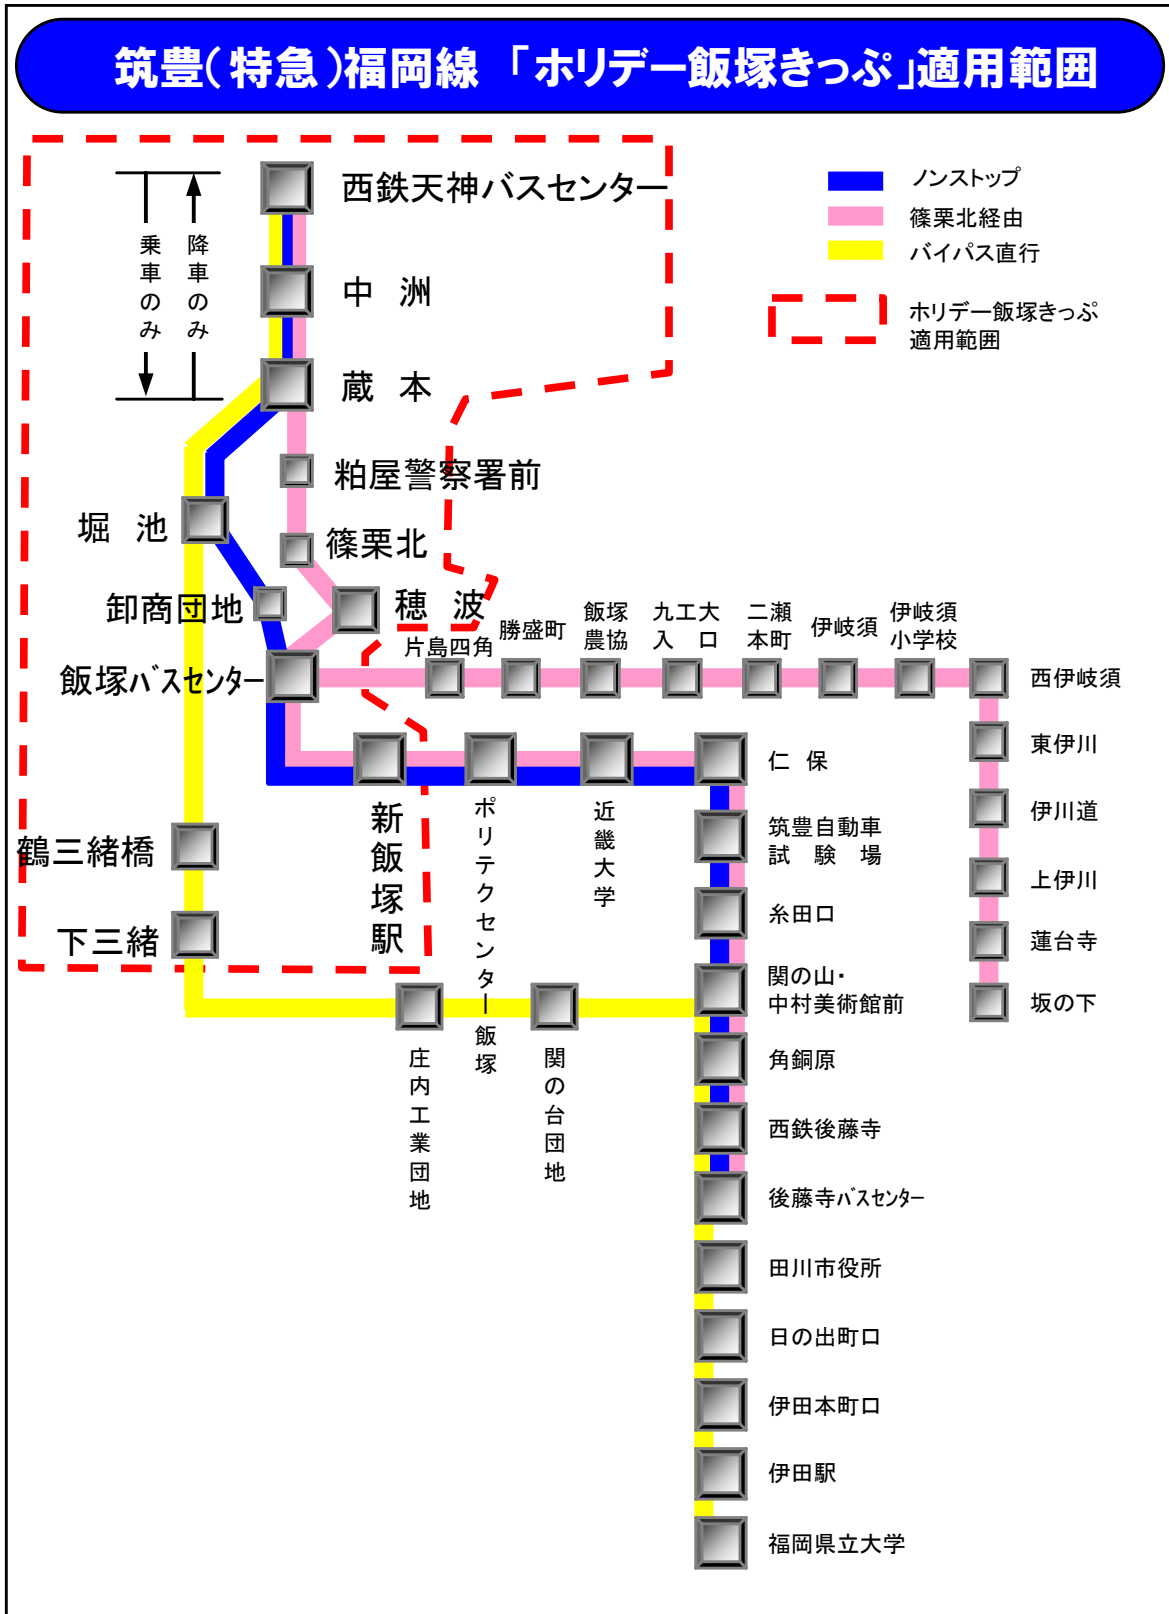 筑豊(特急)福岡線 「ホリデー飯塚きっぷ」適用範囲
西鉄天神バスセンター
中 洲
蔵 本
乗車のみ
降車のみ
ノンストップ
篠栗北経由
バイパス直行
ホリデー飯塚きっぷ
適用範囲
粕屋警察署前
堀 池
篠栗北
卸商団地
穂 波
飯塚バスセンター
片島四角
勝盛町
飯塚
農協
九工大
入 口
二瀬
本町
伊岐須
伊岐須
小学校
西伊岐須
東伊川
伊川道
上伊川
蓮台寺
坂の下
新飯塚駅
ポリテクセンター飯塚
近畿大学
仁 保
筑豊自動車
試 験 場
糸田口
関の山・
中村美術館前
角銅原
西鉄後藤寺
後藤寺バスセンター
田川市役所
日の出町口
伊田本町口
伊田駅
福岡県立大学
鶴三緒橋
下三緒
庄内工業団地
関の台団地